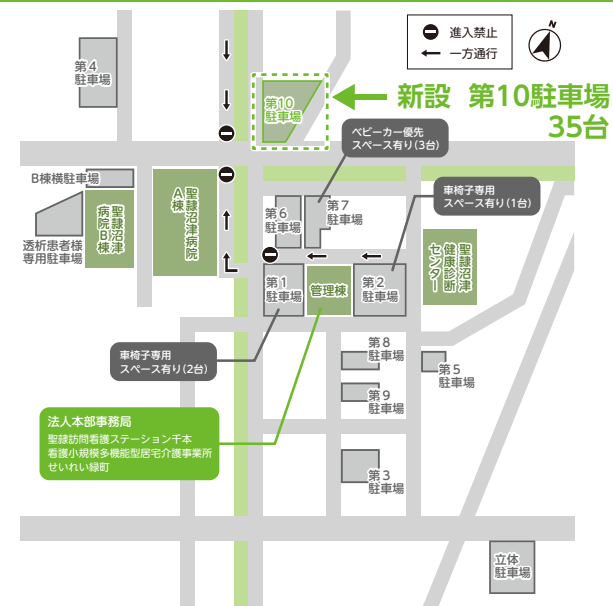 進入禁止
一方通行
N
第4
駐車場
第10
駐車場
新設 第10駐車場
35台
ベビーカー優先
スペース有り(3台)
車椅子専用
スペース有り(1台)
B棟横駐車場
聖隷沼津
病院B棟
聖隷沼津病院
A棟
透析患者様
専用駐車場
第6
駐車場
第7
駐車場
聖隷沼津
健康診断
センター
第1
駐車場
管理棟
第2
駐車場
車椅子専用
スペース有り(2台)
第8
駐車場
第5
駐車場
第9
駐車場
法人本部事務局
聖隷訪問看護ステーション千本
看護小規模多機能型居宅介護事業所
せいれい緑町
第3
駐車場
立体
駐車場